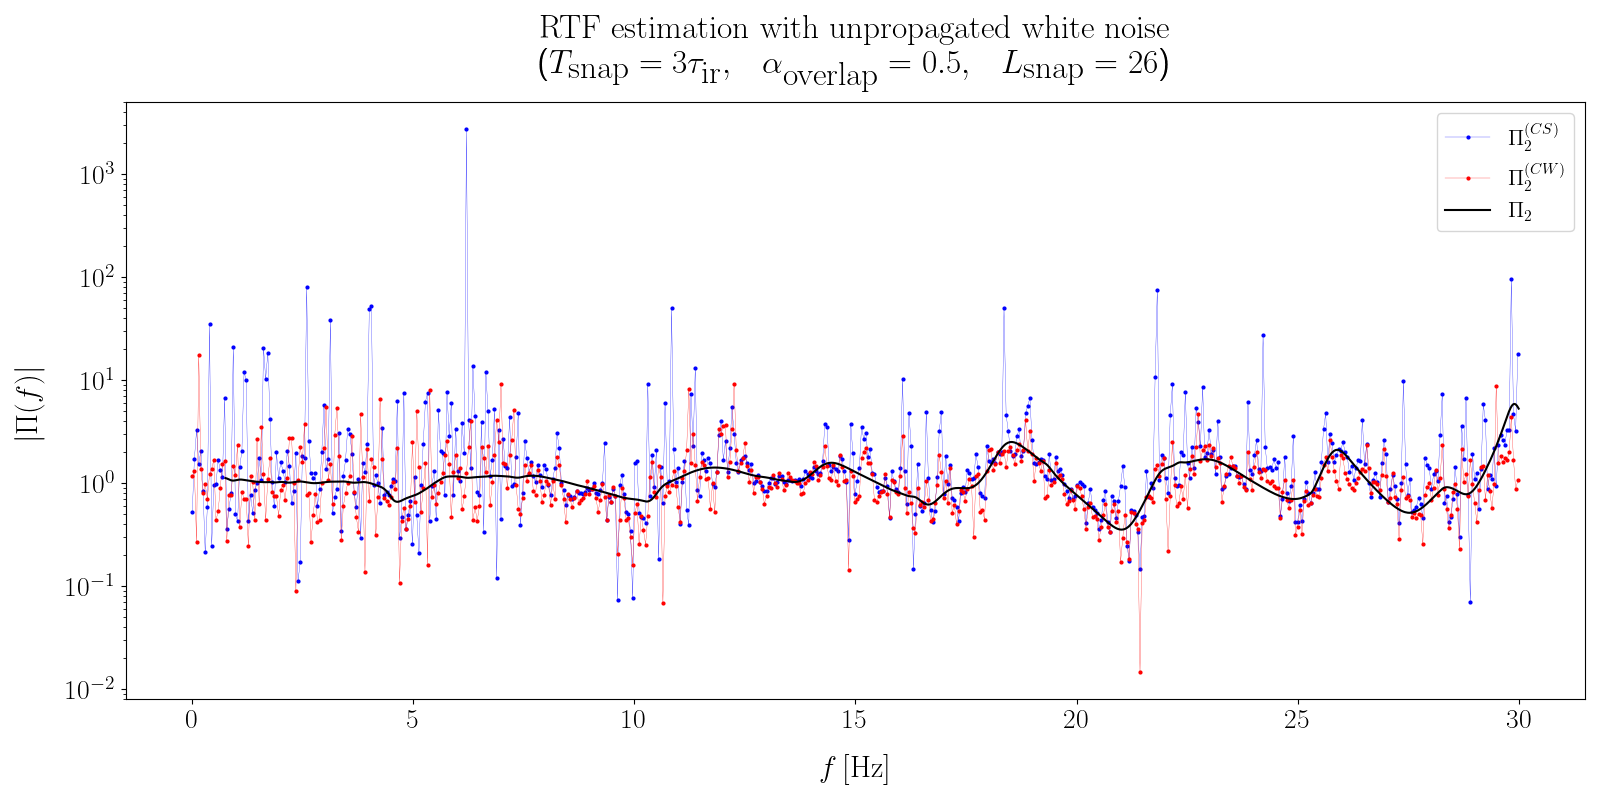 RTF estimation with unpropagated white noise
(T_snap = 3τ_ir, α_overlap = 0.5, L_snap = 26)
Π_2^(CS)
Π_2^(CW)
Π_2
|Π(f)|
10^3
10^2
10^1
10^0
10^−1
10^−2
0 5 10 15 20 25 30
f [Hz]